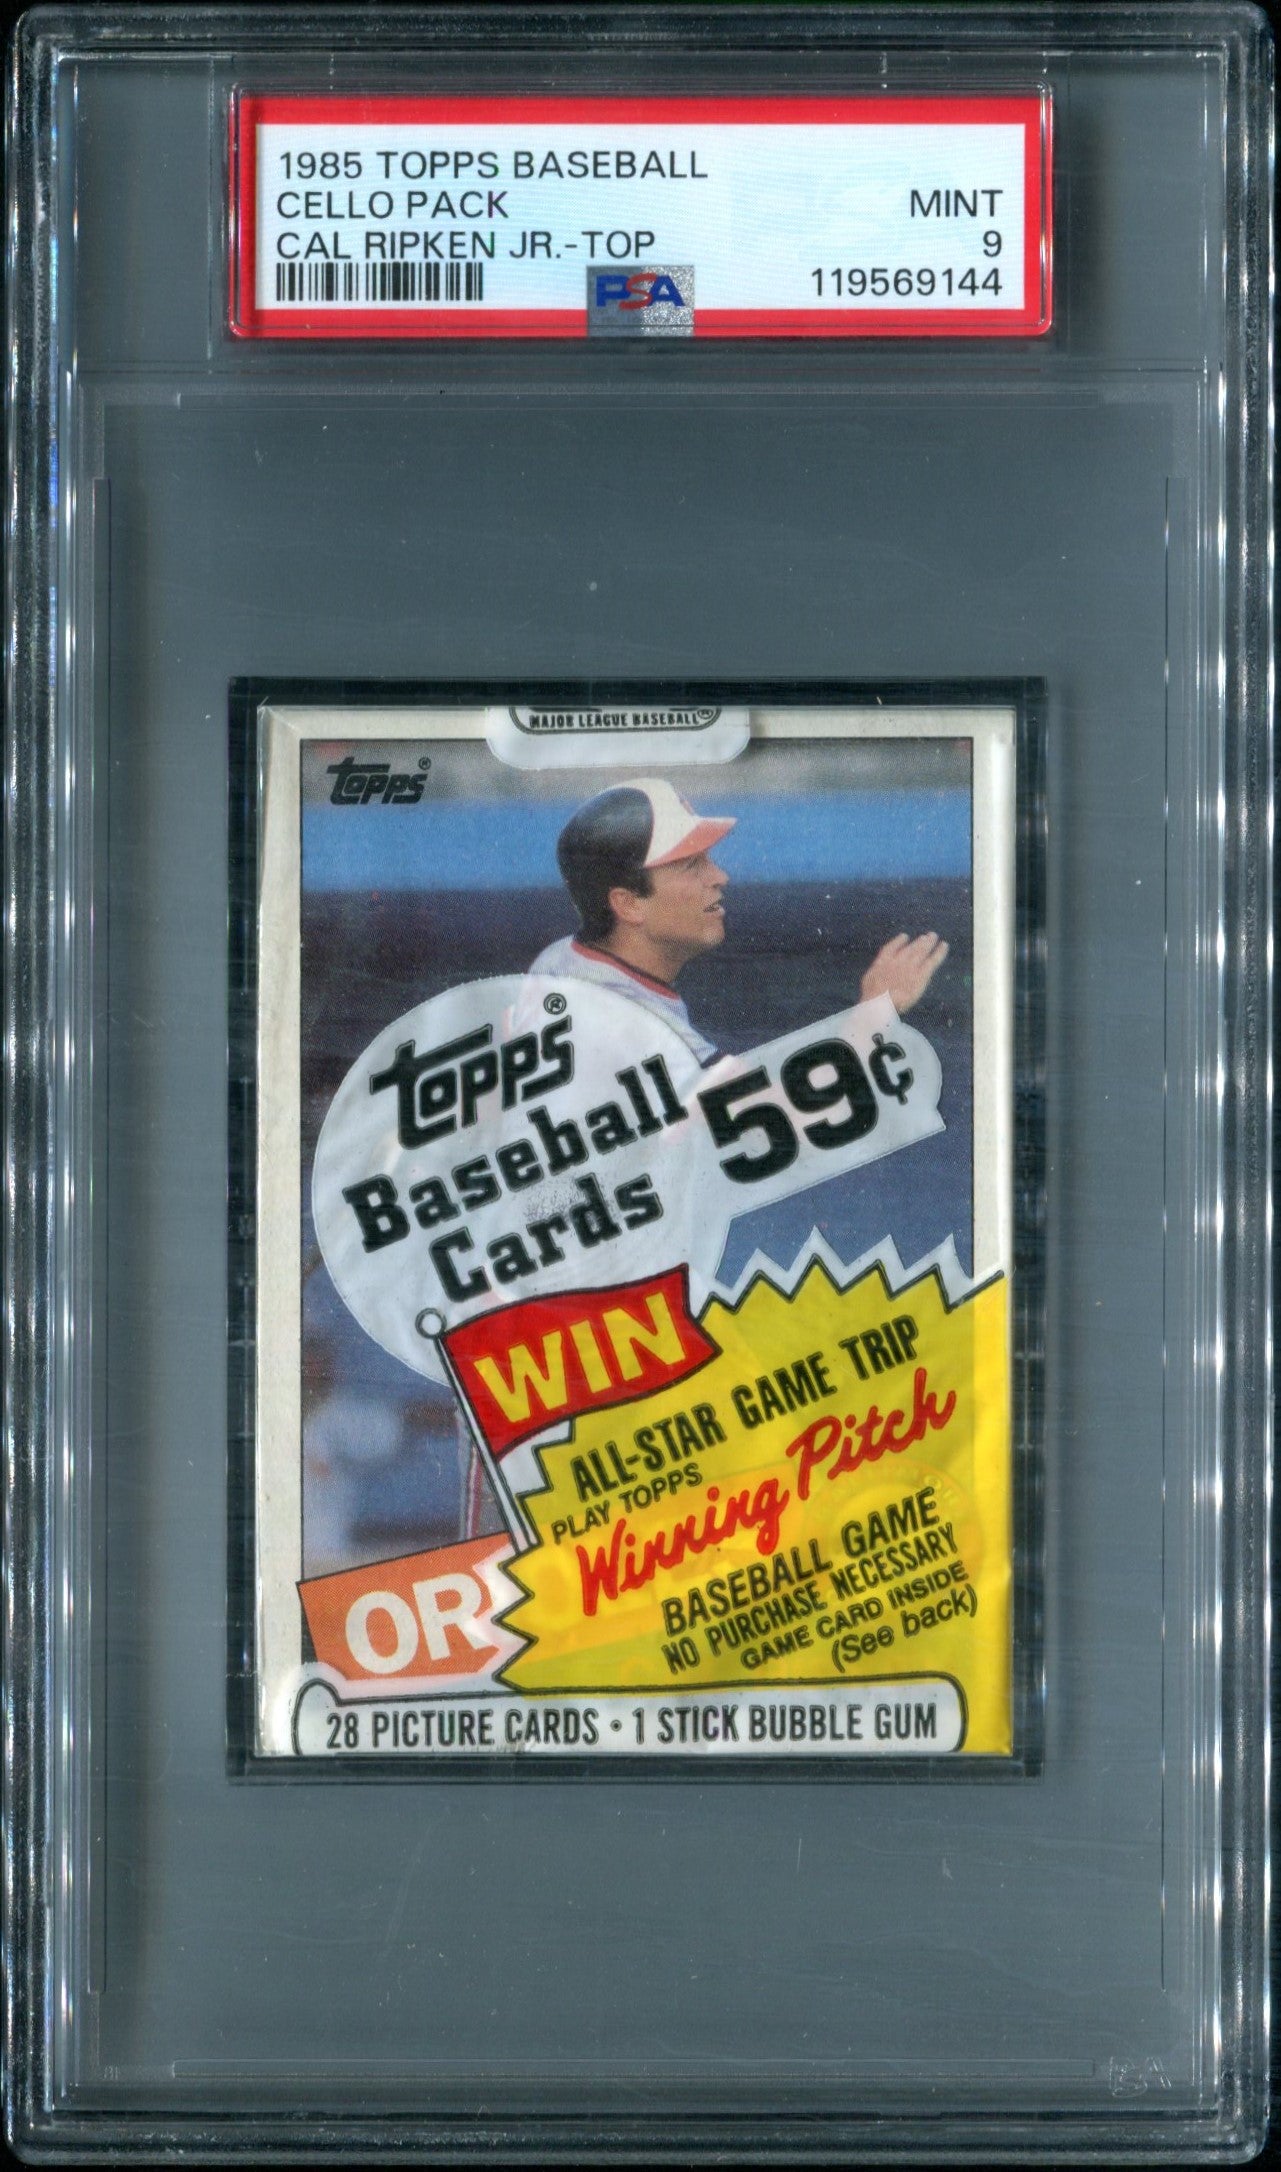 1985 TOPPS BASEBALL
CELLO PACK
MINT
CAL RIPKEN JR.-TOP
9
PSA
119569144
MAJOR LEAGUE BASEBALL®
TOPPS®
TOPPS®
Baseball
Cards
59¢
WIN
ALL-STAR GAME TRIP
PLAY TOPPS
Winning Pitch
BASEBALL GAME
NO PURCHASE NECESSARY
GAME CARD INSIDE
(See back)
OR
28 PICTURE CARDS • 1 STICK BUBBLE GUM